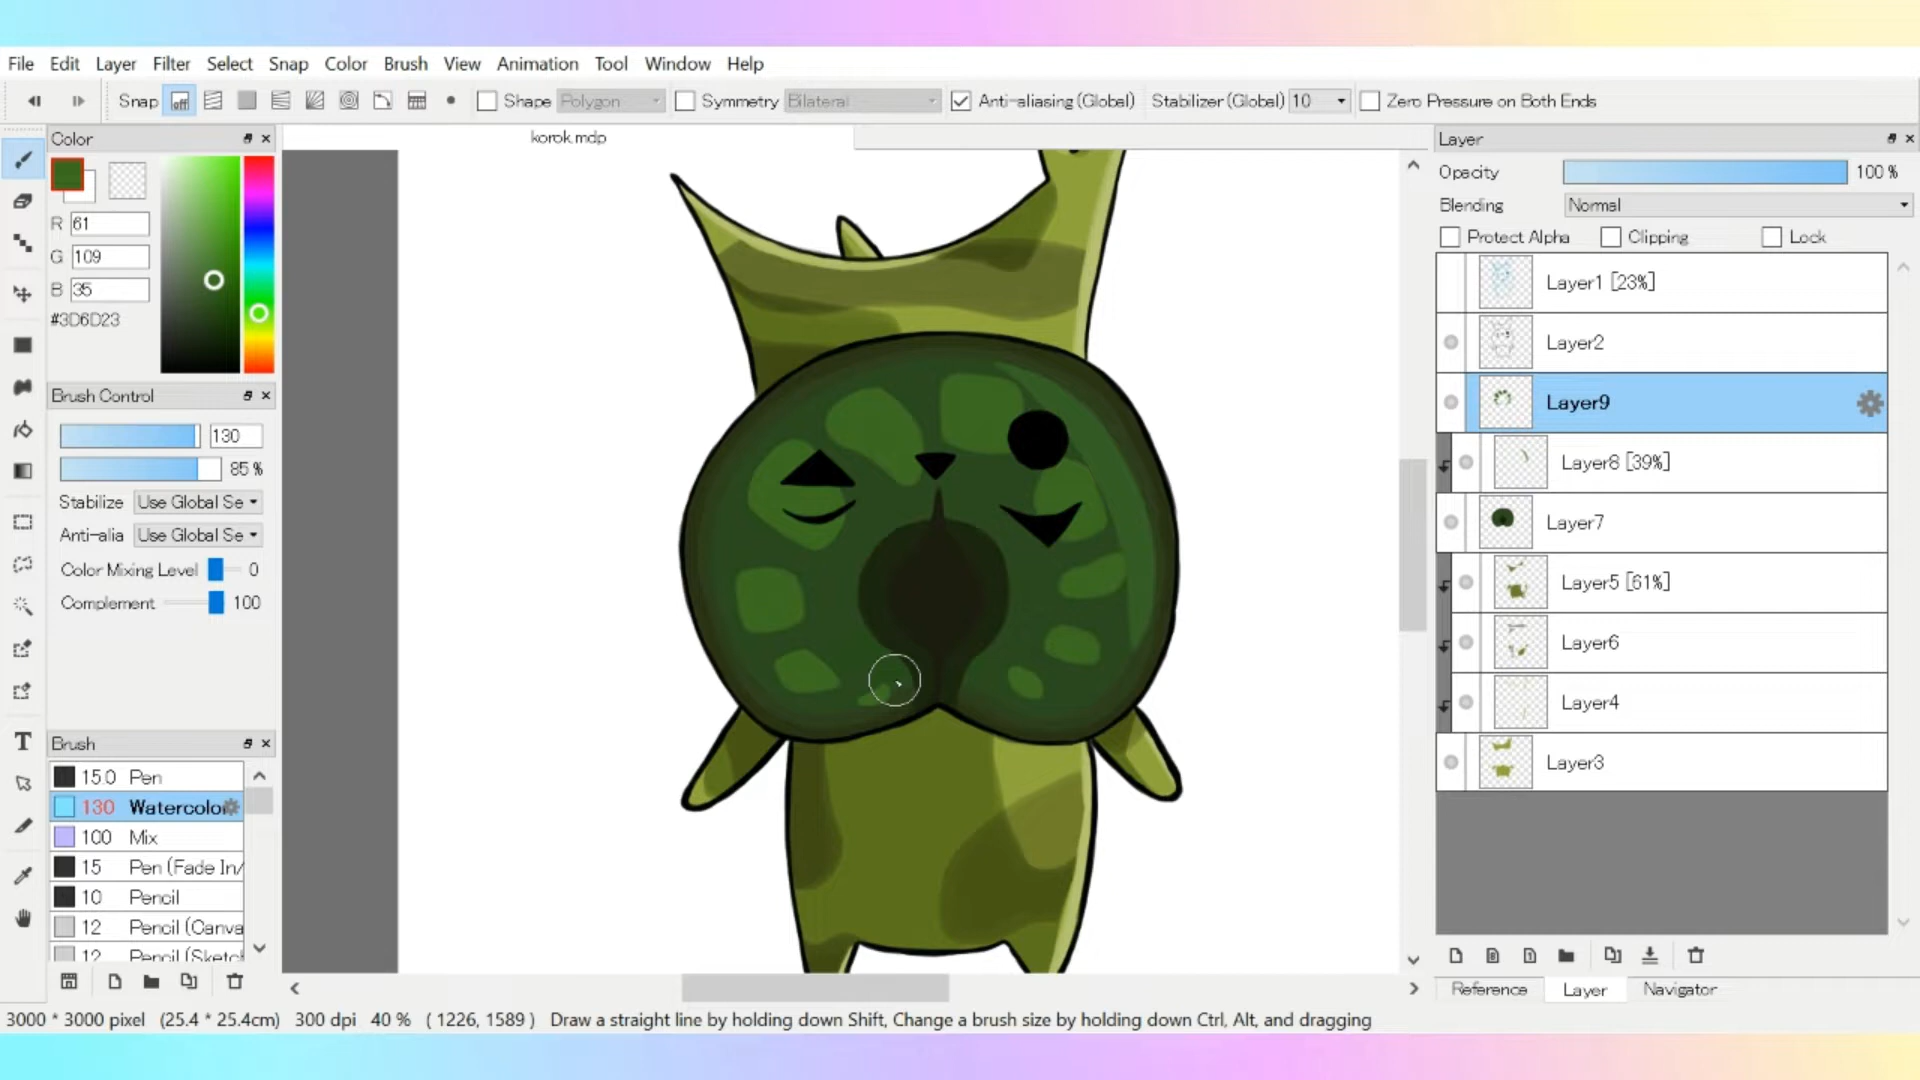 File Edit Layer Filter Select Snap Color Brush View Animation Tool Window Help
Snap off Shape Polygon Symmetry Bilateral Anti-aliasing (Global) Stabilizer (Global) 10 Zero Pressure on Both Ends
Color
korok.mdp
Layer
R 61
G 109
B 35
#3D6D23
Opacity 100 %
Blending Normal
Protect Alpha Clipping Lock
Layer1 [23%]
Layer2
Layer9
Layer8 [39%]
Layer7
Layer5 [61%]
Layer6
Layer4
Layer3
Brush Control
130
85 %
Stabilize Use Global Se
Anti-alia Use Global Se
Color Mixing Level 0
Complement 100
Brush
15.0 Pen
130 Watercolor
100 Mix
15 Pen (Fade In/
10 Pencil
12 Pencil (Canva
12 Pencil (Sketc
Reference Layer Navigator
3000 * 3000 pixel (25.4 * 25.4cm) 300 dpi 40 % ( 1226, 1589 ) Draw a straight line by holding down Shift, Change a brush size by holding down Ctrl, Alt, and dragging